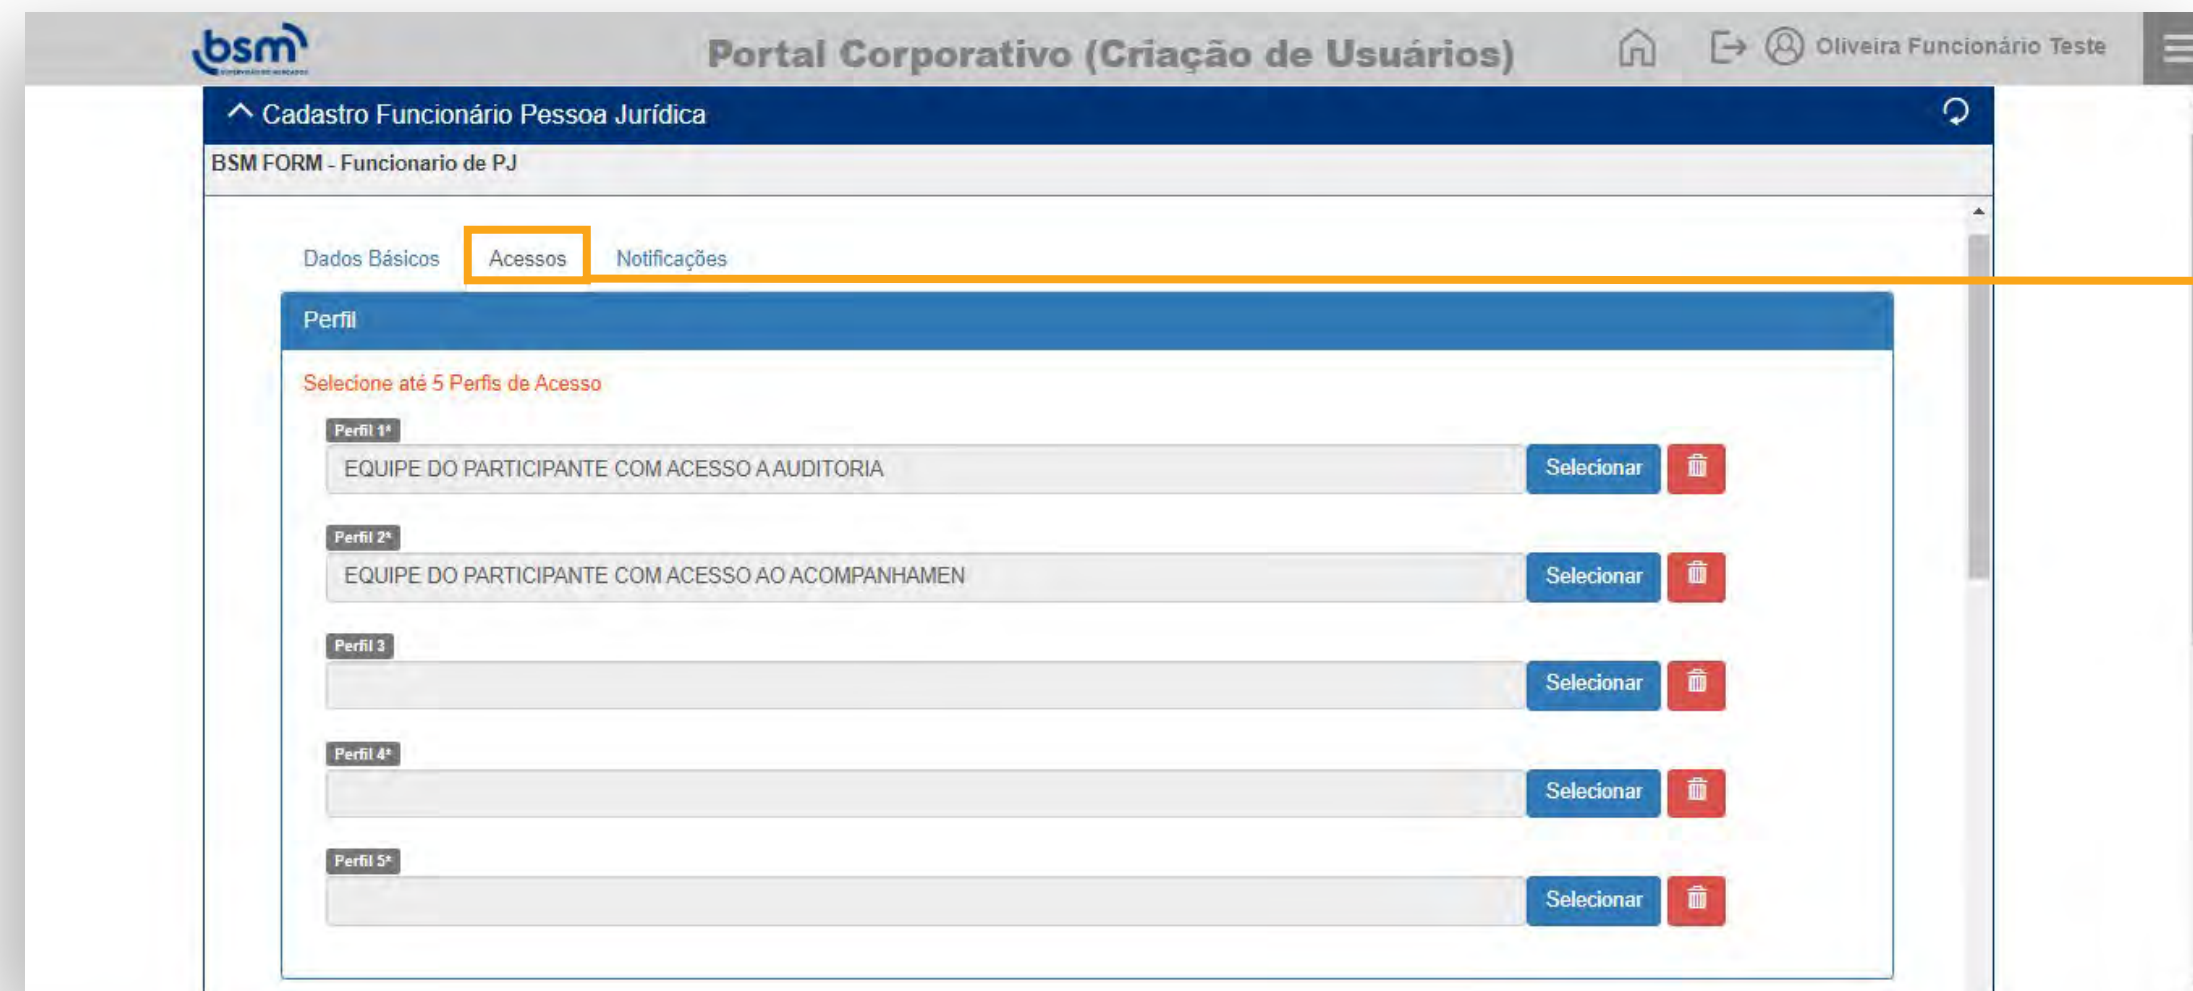 bsm
SUPERVISÃO DE MERCADOS
Portal Corporativo (Criação de Usuários)
Oliveira Funcionário Teste
Cadastro Funcionário Pessoa Jurídica
BSM FORM - Funcionario de PJ
Dados Básicos Acessos Notificações
Perfil
Selecione até 5 Perfis de Acesso
Perfil 1*
EQUIPE DO PARTICIPANTE COM ACESSO A AUDITORIA Selecionar
Perfil 2*
EQUIPE DO PARTICIPANTE COM ACESSO AO ACOMPANHAMEN Selecionar
Perfil 3
Selecionar
Perfil 4*
Selecionar
Perfil 5*
Selecionar